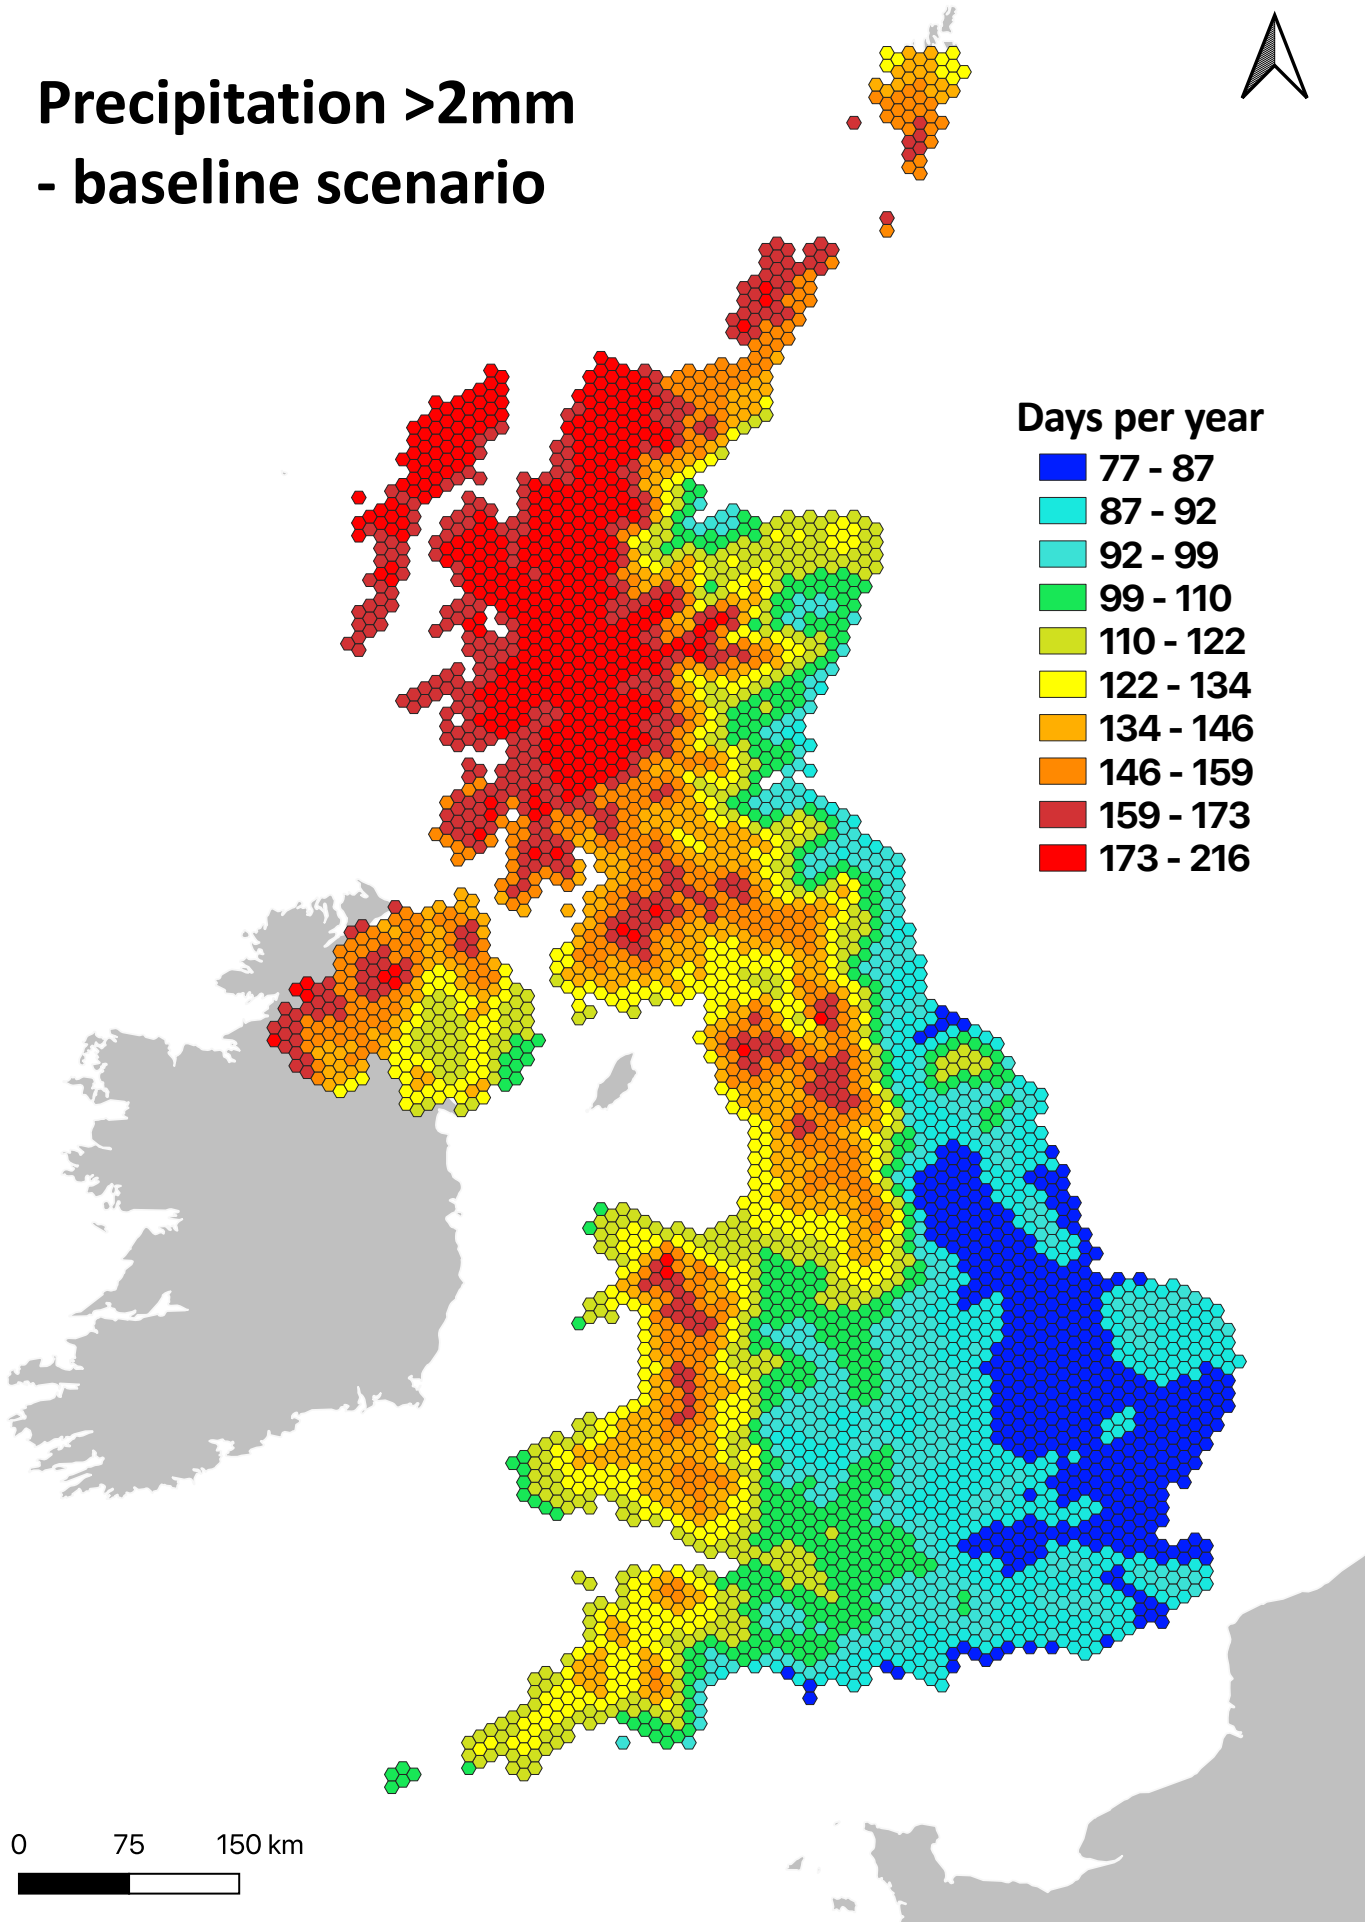 Precipitation >2mm
- baseline scenario
Days per year
77 - 87
87 - 92
92 - 99
99 - 110
110 - 122
122 - 134
134 - 146
146 - 159
159 - 173
173 - 216
0 75 150 km